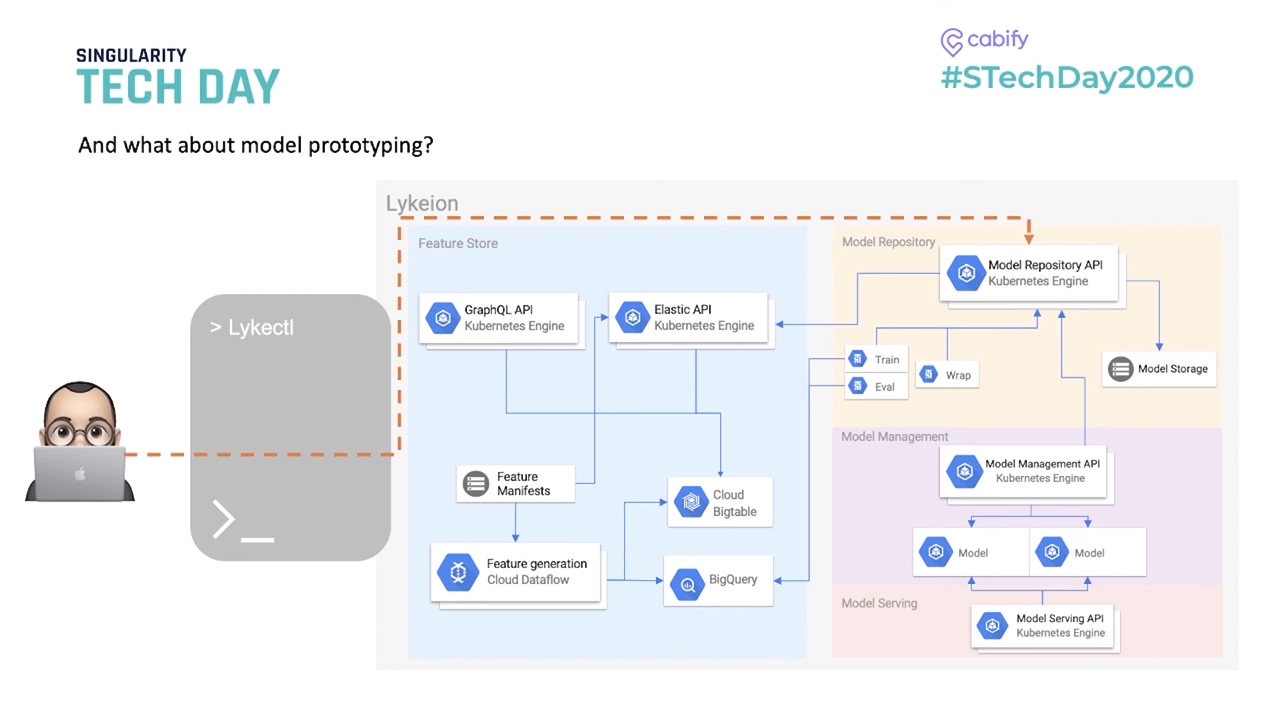 SINGULARITY
TECH DAY
cabify
#STechDay2020
And what about model prototyping?
> Lykectl
>_
Lykeion
Feature Store
GraphQL API
Kubernetes Engine
Elastic API
Kubernetes Engine
Feature
Manifests
Cloud
Bigtable
Feature generation
Cloud Dataflow
BigQuery
Model Repository
Model Repository API
Kubernetes Engine
Train
Eval
Wrap
Model Storage
Model Management
Model Management API
Kubernetes Engine
Model
Model
Model Serving
Model Serving API
Kubernetes Engine